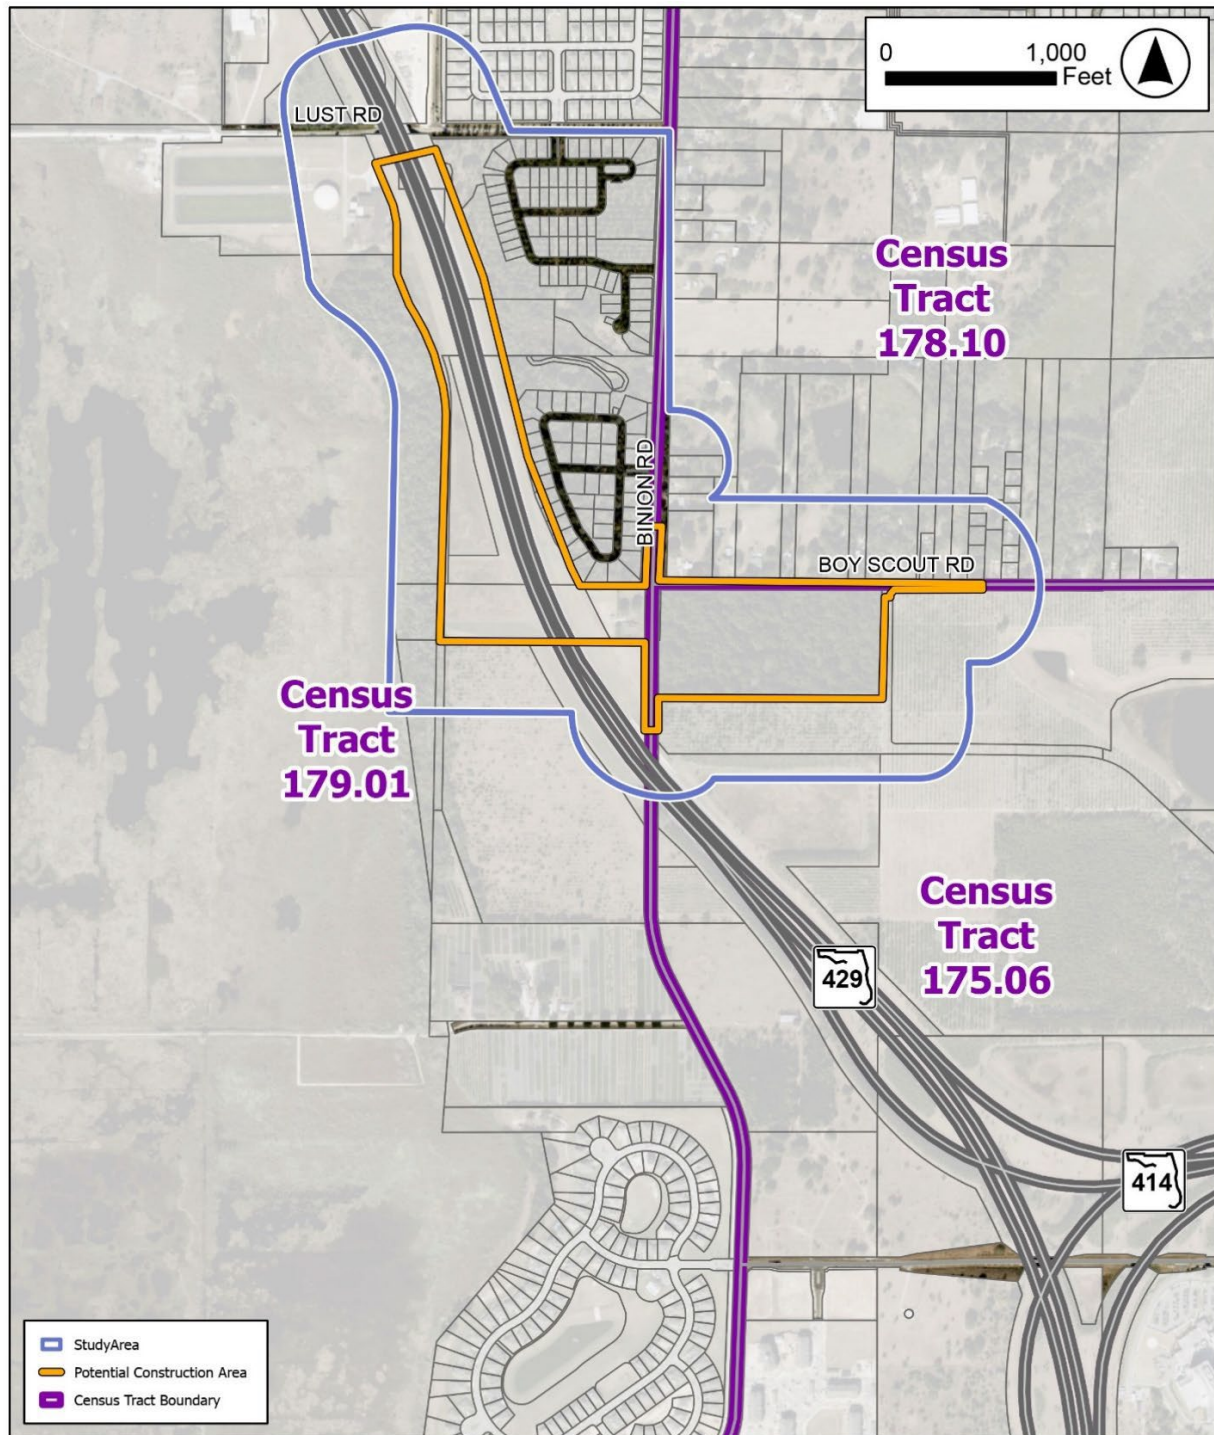 0 1,000
Feet
LUST RD
Census
Tract
178.10
BINION RD
BOY SCOUT RD
Census
Tract
179.01
Census
Tract
175.06
429
414
StudyArea
Potential Construction Area
Census Tract Boundary